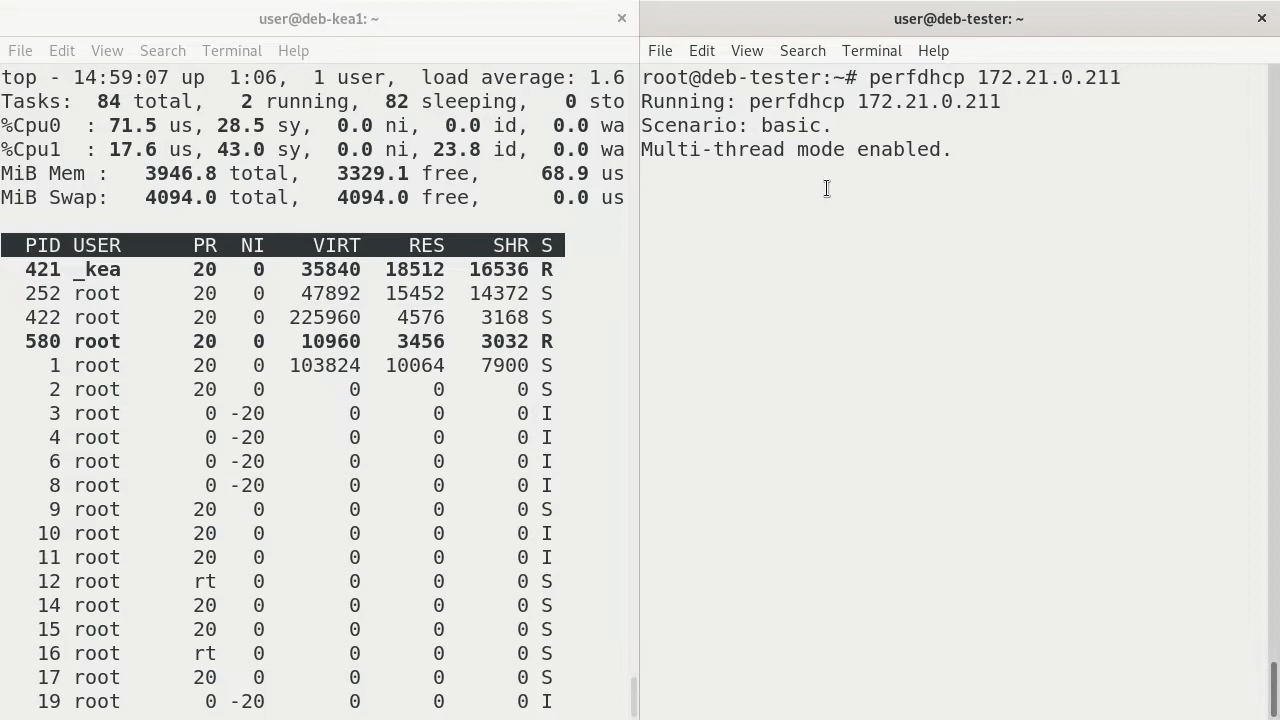 user@deb-kea1: ~ ×
File Edit View Search Terminal Help
top - 14:59:07 up  1:06,  1 user,  load average: 1.6
Tasks:  84 total,   2 running,  82 sleeping,   0 sto
%Cpu0  : 71.5 us, 28.5 sy,  0.0 ni,  0.0 id,  0.0 wa
%Cpu1  : 17.6 us, 43.0 sy,  0.0 ni, 23.8 id,  0.0 wa
MiB Mem :   3946.8 total,   3329.1 free,     68.9 us
MiB Swap:   4094.0 total,   4094.0 free,      0.0 us
PID USER      PR  NI    VIRT    RES    SHR S
421 _kea      20   0   35840  18512  16536 R
252 root      20   0   47892  15452  14372 S
422 root      20   0  225960   4576   3168 S
580 root      20   0   10960   3456   3032 R
1 root      20   0  103824  10064   7900 S
2 root      20   0       0      0      0 S
3 root       0 -20       0      0      0 I
4 root       0 -20       0      0      0 I
6 root       0 -20       0      0      0 I
8 root       0 -20       0      0      0 I
9 root      20   0       0      0      0 S
10 root      20   0       0      0      0 I
11 root      20   0       0      0      0 I
12 root      rt   0       0      0      0 S
14 root      20   0       0      0      0 S
15 root      20   0       0      0      0 S
16 root      rt   0       0      0      0 S
17 root      20   0       0      0      0 S
19 root       0 -20       0      0      0 I
user@deb-tester: ~ ×
File Edit View Search Terminal Help
root@deb-tester:~# perfdhcp 172.21.0.211
Running: perfdhcp 172.21.0.211
Scenario: basic.
Multi-thread mode enabled.